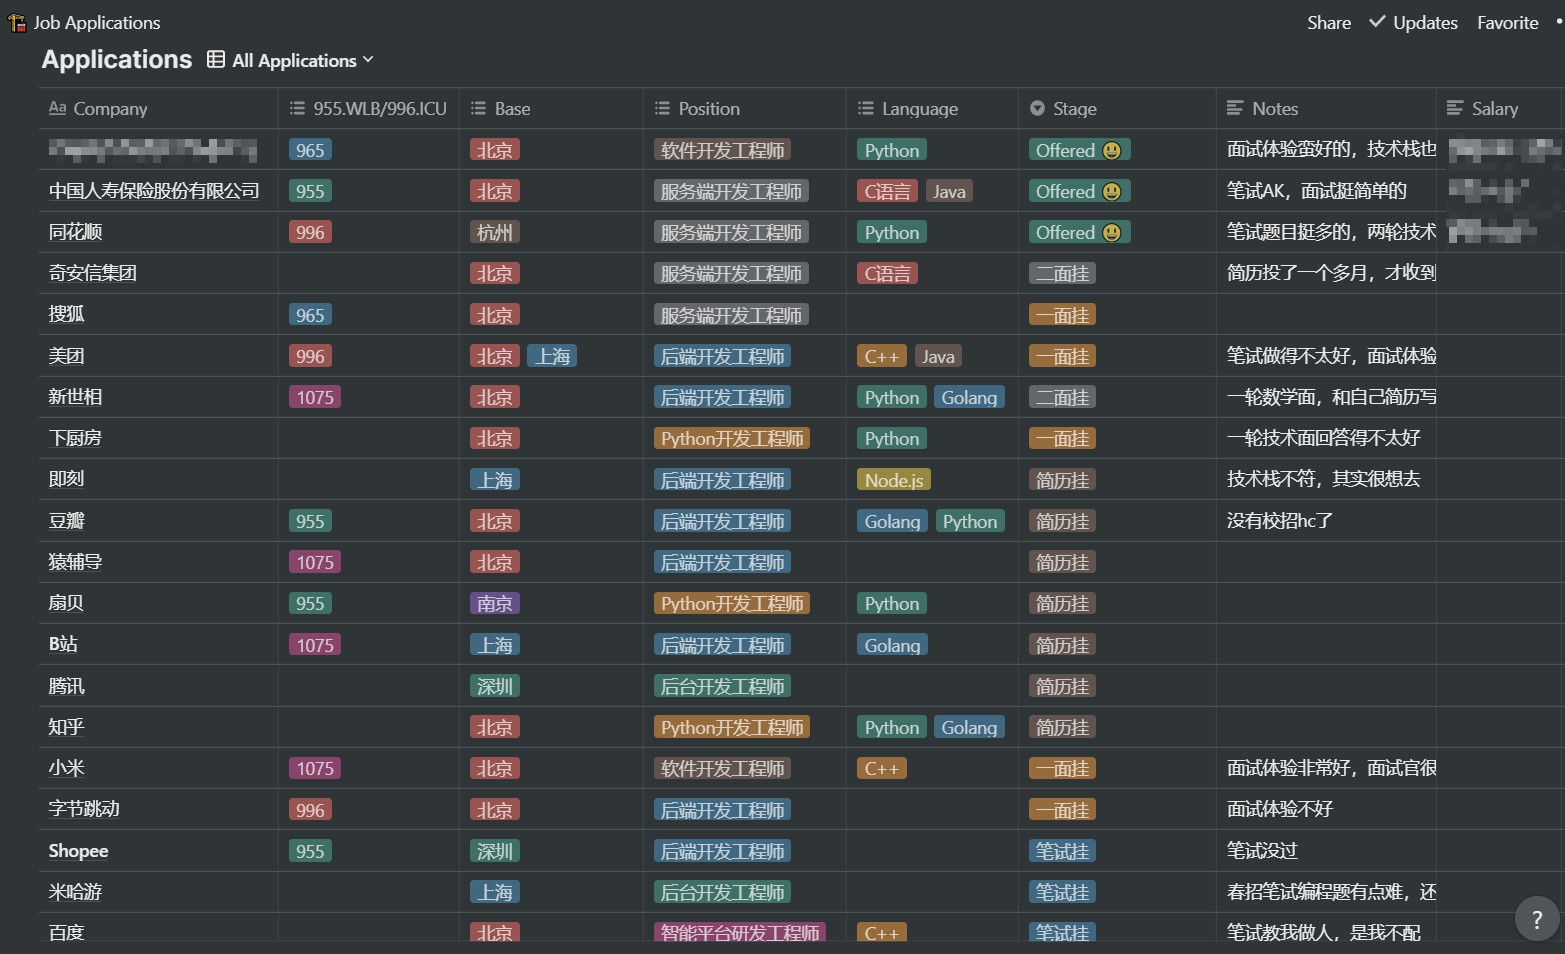 Job Applications Share Updates Favorite
Applications All Applications
Aa Company 955.WLB/996.ICU Base Position Language Stage Notes Salary
965 北京 软件开发工程师 Python Offered 😃 面试体验蛮好的，技术栈也
中国人寿保险股份有限公司 955 北京 服务端开发工程师 C语言 Java Offered 😃 笔试AK，面试挺简单的
同花顺 996 杭州 服务端开发工程师 Python Offered 😃 笔试题目挺多的，两轮技术
奇安信集团 北京 服务端开发工程师 C语言 二面挂 简历投了一个多月，才收到
搜狐 965 北京 服务端开发工程师 一面挂
美团 996 北京 上海 后端开发工程师 C++ Java 一面挂 笔试做得不太好，面试体验
新世相 1075 北京 后端开发工程师 Python Golang 二面挂 一轮数学面，和自己简历写
下厨房 北京 Python开发工程师 Python 一面挂 一轮技术面回答得不太好
即刻 上海 后端开发工程师 Node.js 简历挂 技术栈不符，其实很想去
豆瓣 955 北京 后端开发工程师 Golang Python 简历挂 没有校招hc了
猿辅导 1075 北京 后端开发工程师 简历挂
扇贝 955 南京 Python开发工程师 Python 简历挂
B站 1075 上海 后端开发工程师 Golang 简历挂
腾讯 深圳 后台开发工程师 简历挂
知乎 北京 Python开发工程师 Python Golang 简历挂
小米 1075 北京 软件开发工程师 C++ 一面挂 面试体验非常好，面试官很
字节跳动 996 北京 后端开发工程师 一面挂 面试体验不好
Shopee 955 深圳 后端开发工程师 笔试挂 笔试没过
米哈游 上海 后台开发工程师 笔试挂 春招笔试编程题有点难，还
百度 北京 智能平台研发工程师 C++ 笔试挂 笔试教我做人，是我不配
?